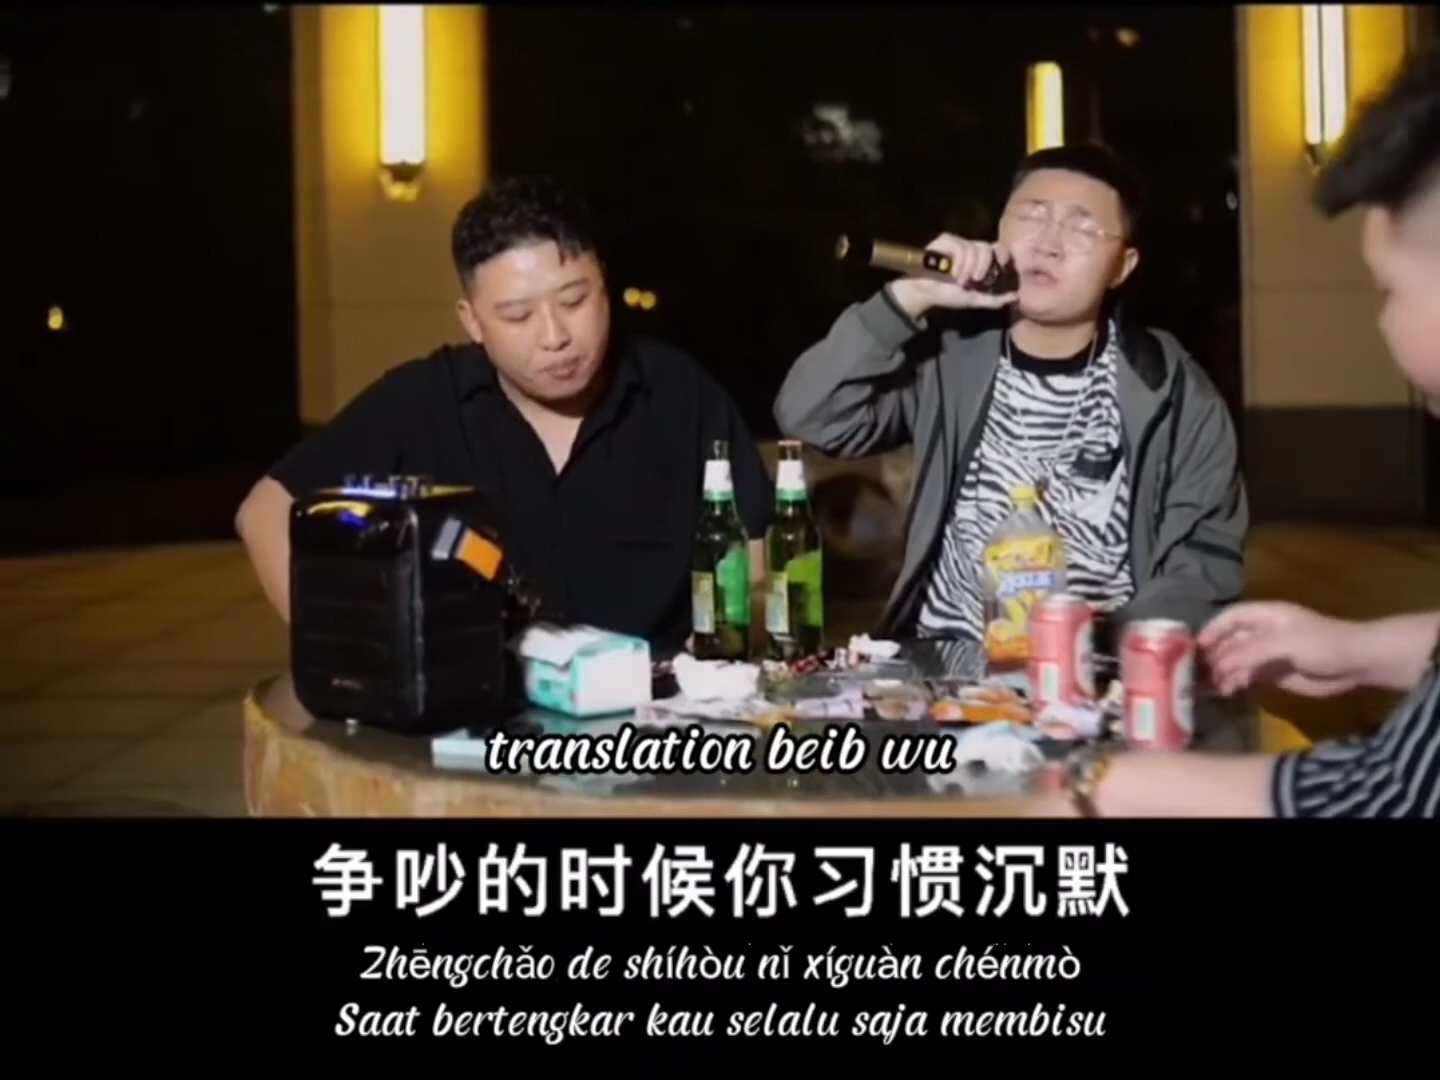 translation beib wu
争吵的时候你习惯沉默
Zhēngchǎo de shíhòu nǐ xíguàn chénmò
Saat bertengkar kau selalu saja membisu